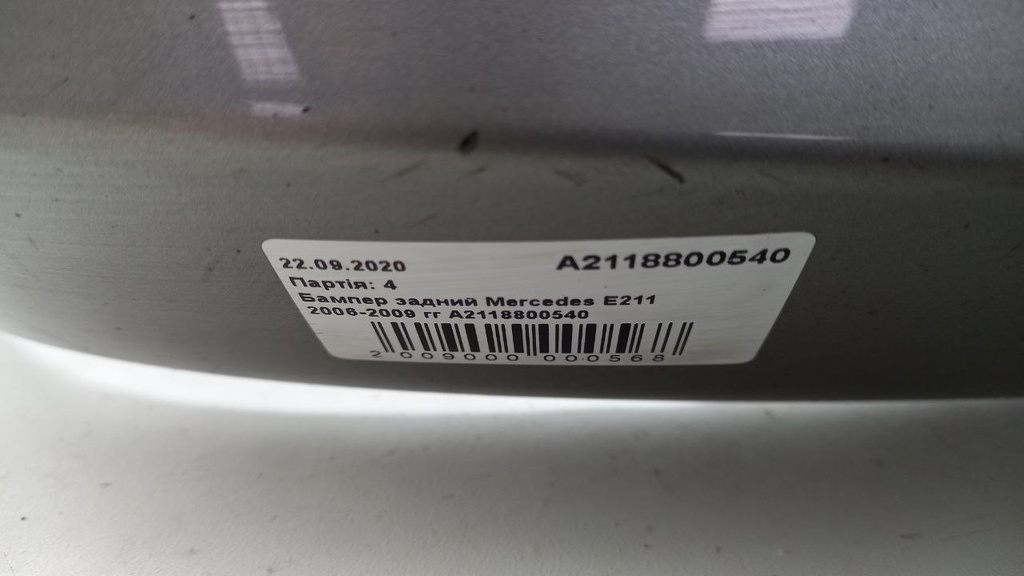 22.09.2020 A2118800540
Партія: 4
Бампер задний Mercedes E211
2006-2009 гг A2118800540
2 009000 000568